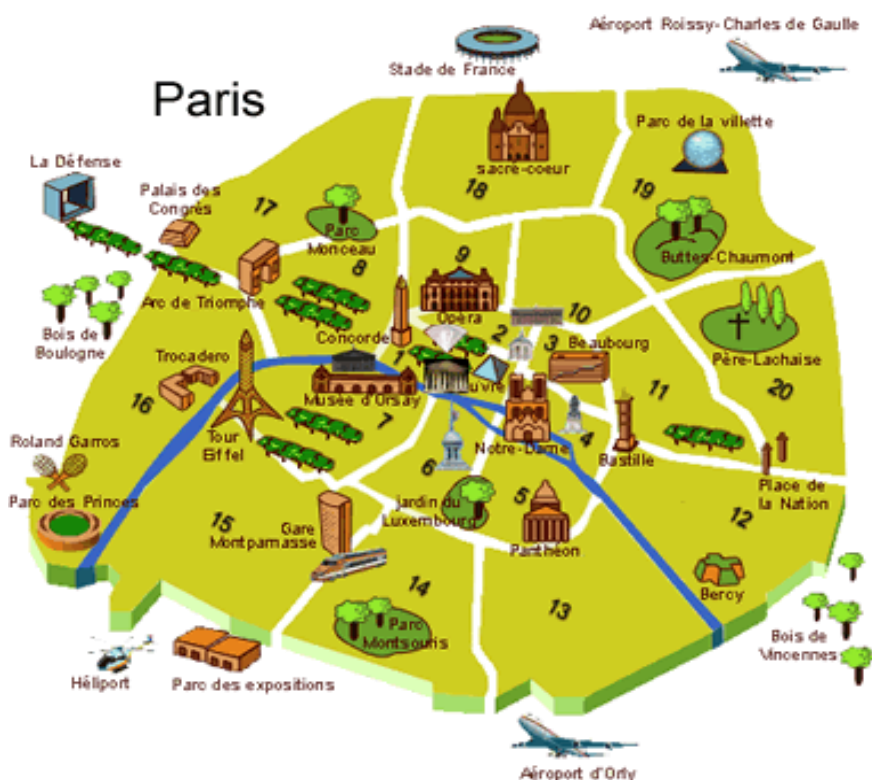 Aéroport Roissy-Charles de Gaulle
Stade de France
Paris
Parc de la villette
La Défense
sacré-coeur
Palais des
Congrés
17
18
19
Parc
Monceau
9
Buttes-Chaumont
8
Arc de Triomphe
Opéra
10
Bois de
Boulogne
Concorde
2
3
Beaubourg
Trocadero
1
uvre
Père-Lachaise
16
Musée d'Orsay
11
20
7
Tour
Eiffel
Notre-Dame
4
Bastille
Roland Garros
6
Place de
la Nation
Parc des Princes
5
Jardin du
Luxembourg
15
Gare
Montparnasse
Panthéon
12
14
13
Bercy
Parc
Montsouris
Bois de
Vincennes
Héliport
Parc des expositions
Aéroport d'Orly